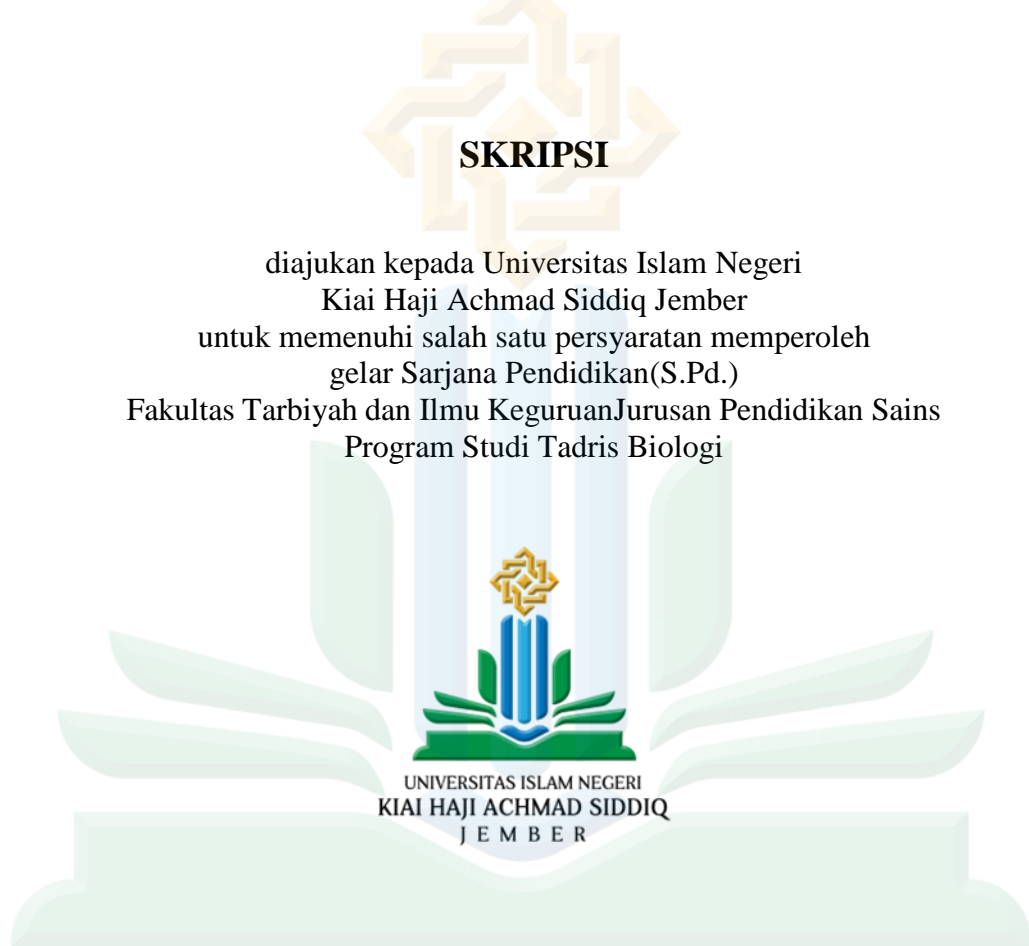 SKRIPSI
diajukan kepada Universitas Islam Negeri
Kiai Haji Achmad Siddiq Jember
untuk memenuhi salah satu persyaratan memperoleh
gelar Sarjana Pendidikan(S.Pd.)
Fakultas Tarbiyah dan Ilmu KeguruanJurusan Pendidikan Sains
Program Studi Tadris Biologi
UNIVERSITAS ISLAM NEGERI
KIAI HAJI ACHMAD SIDDIQ
JEMBER